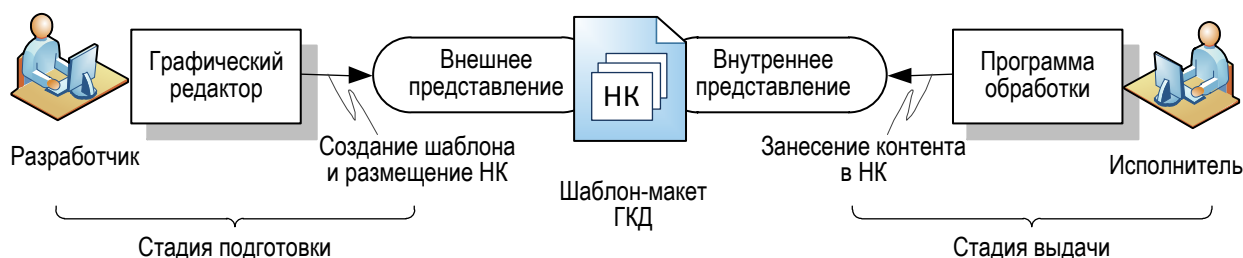 Графический
редактор
Внешнее
представление
НК
Внутреннее
представление
Программа
обработки
Разработчик
Создание шаблона
и размещение НК
Шаблон-макет
ГКД
Занесение контента
в НК
Исполнитель
Стадия подготовки
Стадия выдачи